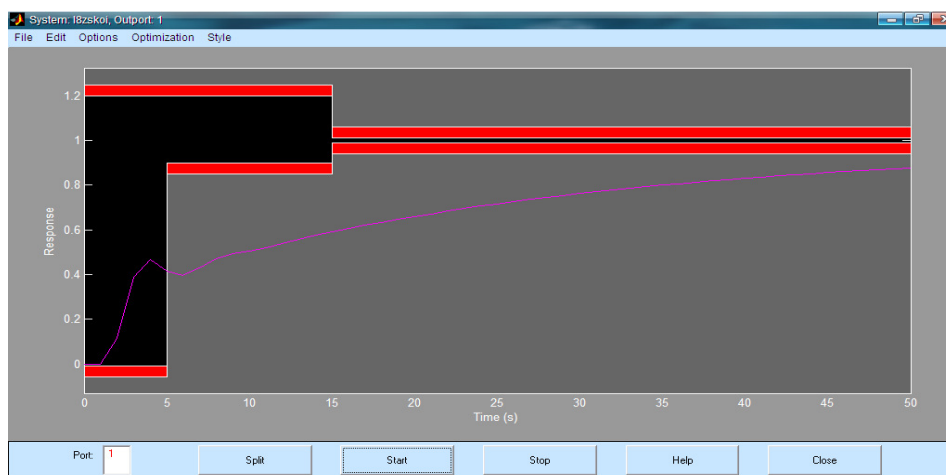 System: I8zskoi, Outport: 1
File Edit Options Optimization Style
1.2
1
0.8
0.6
0.4
0.2
0
Response
0 5 10 15 20 25 30 35 40 45 50
Time (s)
Port: 1 Split Start Stop Help Close